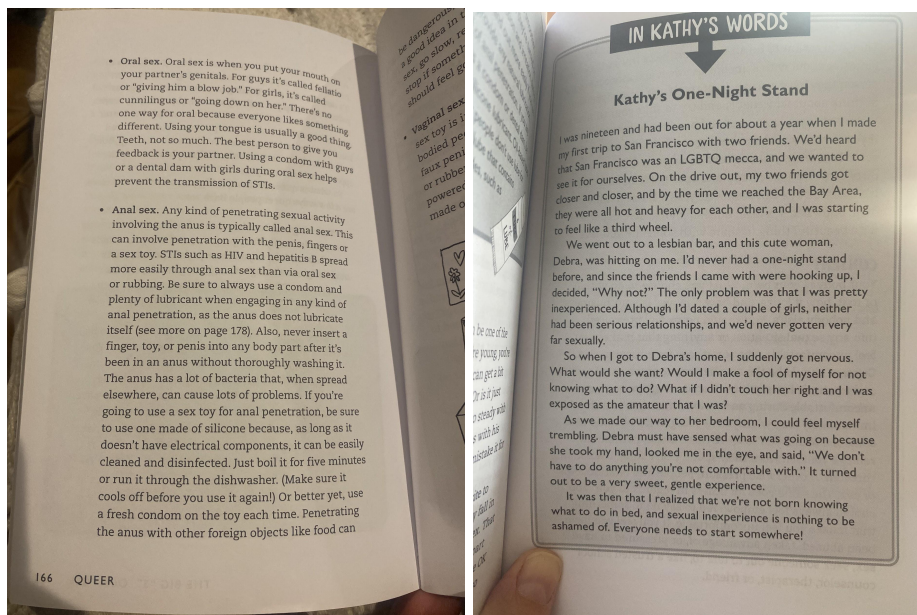 • Oral sex. Oral sex is when you put your mouth on
your partner's genitals. For guys it's called fellatio
or "giving him a blow job." For girls, it's called
cunnilingus or "going down on her." There's no
one way for oral because everyone likes something
different. Using your tongue is usually a good thing.
Teeth, not so much. The best person to give you
feedback is your partner. Using a condom with guys
or a dental dam with girls during oral sex helps
prevent the transmission of STIs.
• Anal sex. Any kind of penetrating sexual activity
involving the anus is typically called anal sex. This
can involve penetration with the penis, fingers or
a sex toy. STIs such as HIV and hepatitis B spread
more easily through anal sex than via oral sex
or rubbing. Be sure to always use a condom and
plenty of lubricant when engaging in any kind of
anal penetration, as the anus does not lubricate
itself (see more on page 178). Also, never insert a
finger, toy, or penis into any body part after it's
been in an anus without thoroughly washing it.
The anus has a lot of bacteria that, when spread
elsewhere, can cause lots of problems. If you're
going to use a sex toy for anal penetration, be sure
to use one made of silicone because, as long as it
doesn't have electrical components, it can be easily
cleaned and disinfected. Just boil it for five minutes
or run it through the dishwasher. (Make sure it
cools off before you use it again!) Or better yet, use
a fresh condom on the toy each time. Penetrating
the anus with other foreign objects like food can
166 QUEER
be dangerous
a good idea in
sex, go slow, re
stop if someth
should feel go
• Vaginal sex
sex toy is i
bodied pe
faux peni
or rubbe
powered
made o
IN KATHY'S WORDS
Kathy's One-Night Stand
I was nineteen and had been out for about a year when I made
my first trip to San Francisco with two friends. We'd heard
that San Francisco was an LGBTQ mecca, and we wanted to
see it for ourselves. On the drive out, my two friends got
closer and closer, and by the time we reached the Bay Area,
they were all hot and heavy for each other, and I was starting
to feel like a third wheel.
We went out to a lesbian bar, and this cute woman,
Debra, was hitting on me. I'd never had a one-night stand
before, and since the friends I came with were hooking up, I
decided, "Why not?" The only problem was that I was pretty
inexperienced. Although I'd dated a couple of girls, neither
had been serious relationships, and we'd never gotten very
far sexually.
So when I got to Debra's home, I suddenly got nervous.
What would she want? Would I make a fool of myself for not
knowing what to do? What if I didn't touch her right and I was
exposed as the amateur that I was?
As we made our way to her bedroom, I could feel myself
trembling. Debra must have sensed what was going on because
she took my hand, looked me in the eye, and said, "We don't
have to do anything you're not comfortable with." It turned
out to be a very sweet, gentle experience.
It was then that I realized that we're not born knowing
what to do in bed, and sexual inexperience is nothing to be
ashamed of. Everyone needs to start somewhere!